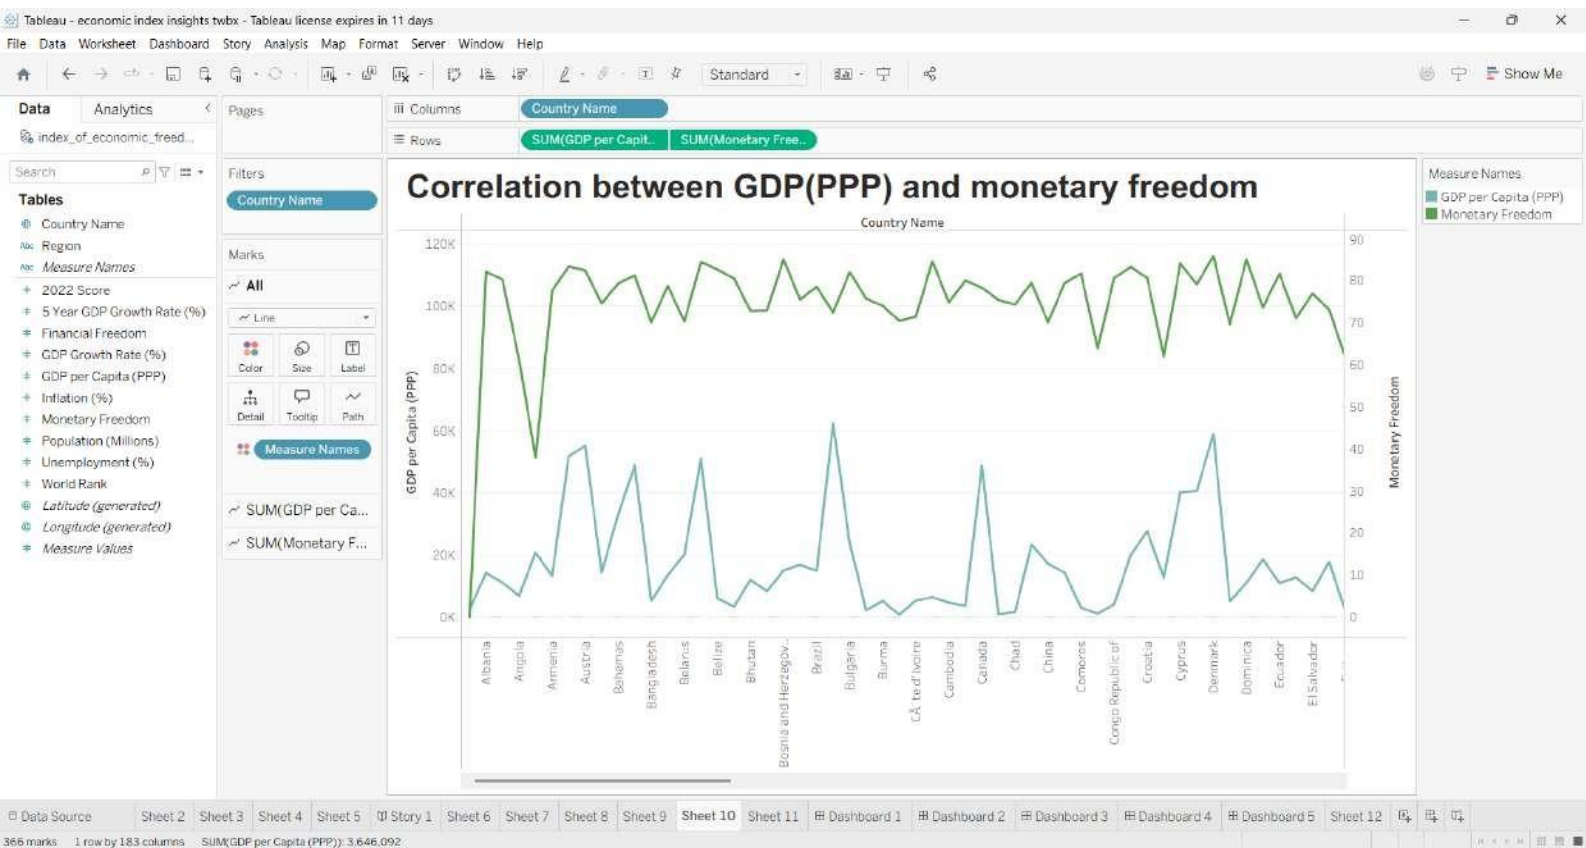 Tableau - economic index insights twbx - Tableau license expires in 11 days
File Data Worksheet Dashboard Story Analysis Map Format Server Window Help
Standard
Show Me
Data Analytics
index_of_economic_freed...
Search
Tables
Country Name
Abc Region
Abc Measure Names
2022 Score
5 Year GDP Growth Rate (%)
Financial Freedom
GDP Growth Rate (%)
GDP per Capita (PPP)
Inflation (%)
Monetary Freedom
Population (Millions)
Unemployment (%)
World Rank
Latitude (generated)
Longitude (generated)
Measure Values
Pages
Filters
Country Name
Marks
All
Line
Color Size Label
Detail Tooltip Path
Measure Names
SUM(GDP per Ca...
SUM(Monetary F...
Columns Country Name
Rows SUM(GDP per Capit.. SUM(Monetary Free..
Correlation between GDP(PPP) and monetary freedom
Country Name
120K
100K
80K
60K
40K
20K
0K
GDP per Capita (PPP)
90
80
70
60
50
40
30
20
10
0
Monetary Freedom
Albania
Angola
Armenia
Austria
Bahamas
Bangladesh
Belarus
Belize
Bhutan
Bosnia and Herzegov..
Brazil
Bulgaria
Burma
CÃ´te d'Ivoire
Cambodia
Canada
Chad
China
Comoros
Congo Republic of
Croatia
Cyprus
Denmark
Dominica
Ecuador
El Salvador
Measure Names
GDP per Capita (PPP)
Monetary Freedom
Data Source Sheet 2 Sheet 3 Sheet 4 Sheet 5 Story 1 Sheet 6 Sheet 7 Sheet 8 Sheet 9 Sheet 10 Sheet 11 Dashboard 1 Dashboard 2 Dashboard 3 Dashboard 4 Dashboard 5 Sheet 12
366 marks 1 row by 183 columns SUM(GDP per Capita (PPP)): 3,646,092